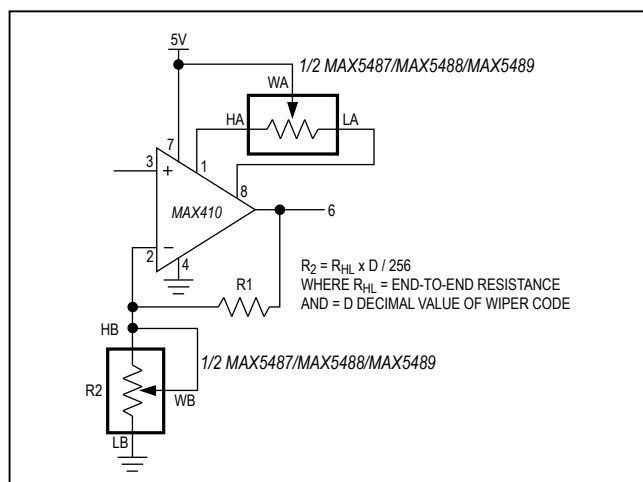 5V
1/2 MAX5487/MAX5488/MAX5489
WA
HA
LA
7
1
3
+
8
MAX410
6
−
2
4
R1
R₂ = R_HL x D / 256
WHERE R_HL = END-TO-END RESISTANCE
AND = D DECIMAL VALUE OF WIPER CODE
HB
1/2 MAX5487/MAX5488/MAX5489
R2
WB
LB